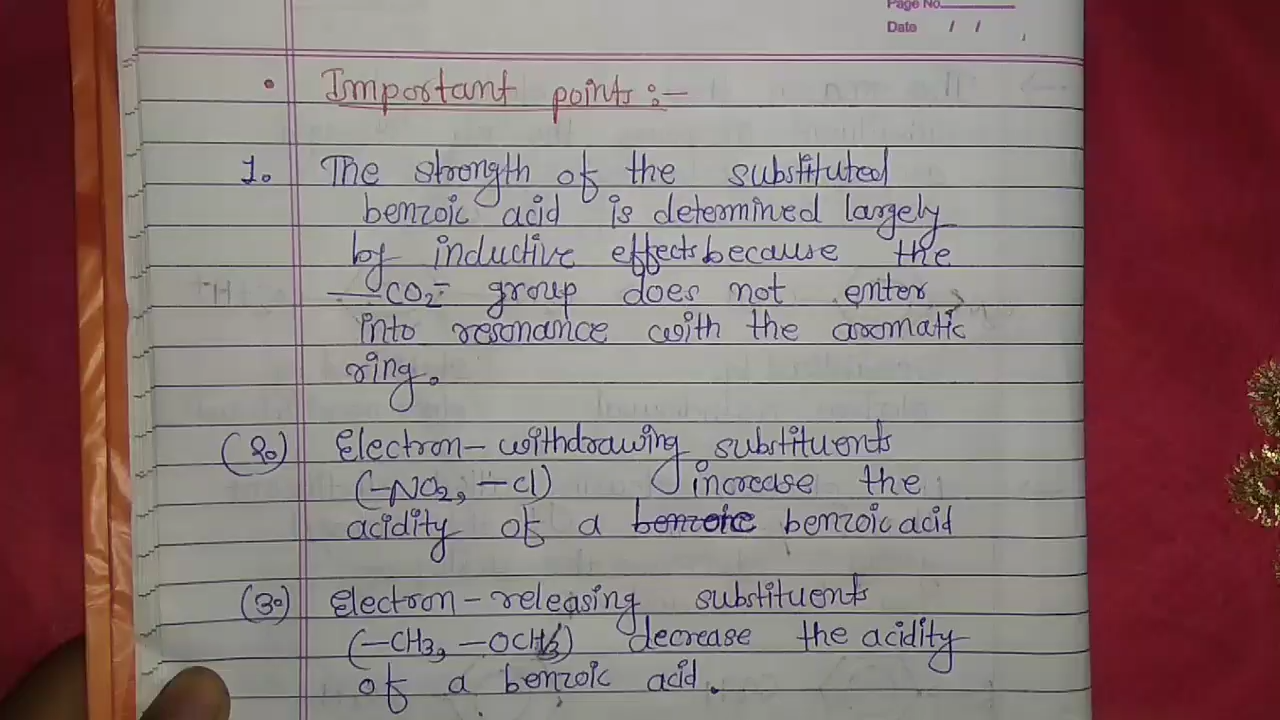 Page No.
Date / /
• Important points :-
1. The strength of the substituted
benzoic acid is determined largely
by inductive effects because the
—CO2- group does not enter
into resonance with the aromatic
ring.
(2.) Electron-withdrawing substituents
(-NO2, -Cl) increase the
acidity of a benzoic benzoic acid
(3.) Electron-releasing substituents
(-CH3, -OCH3) decrease the acidity
of a benzoic acid.